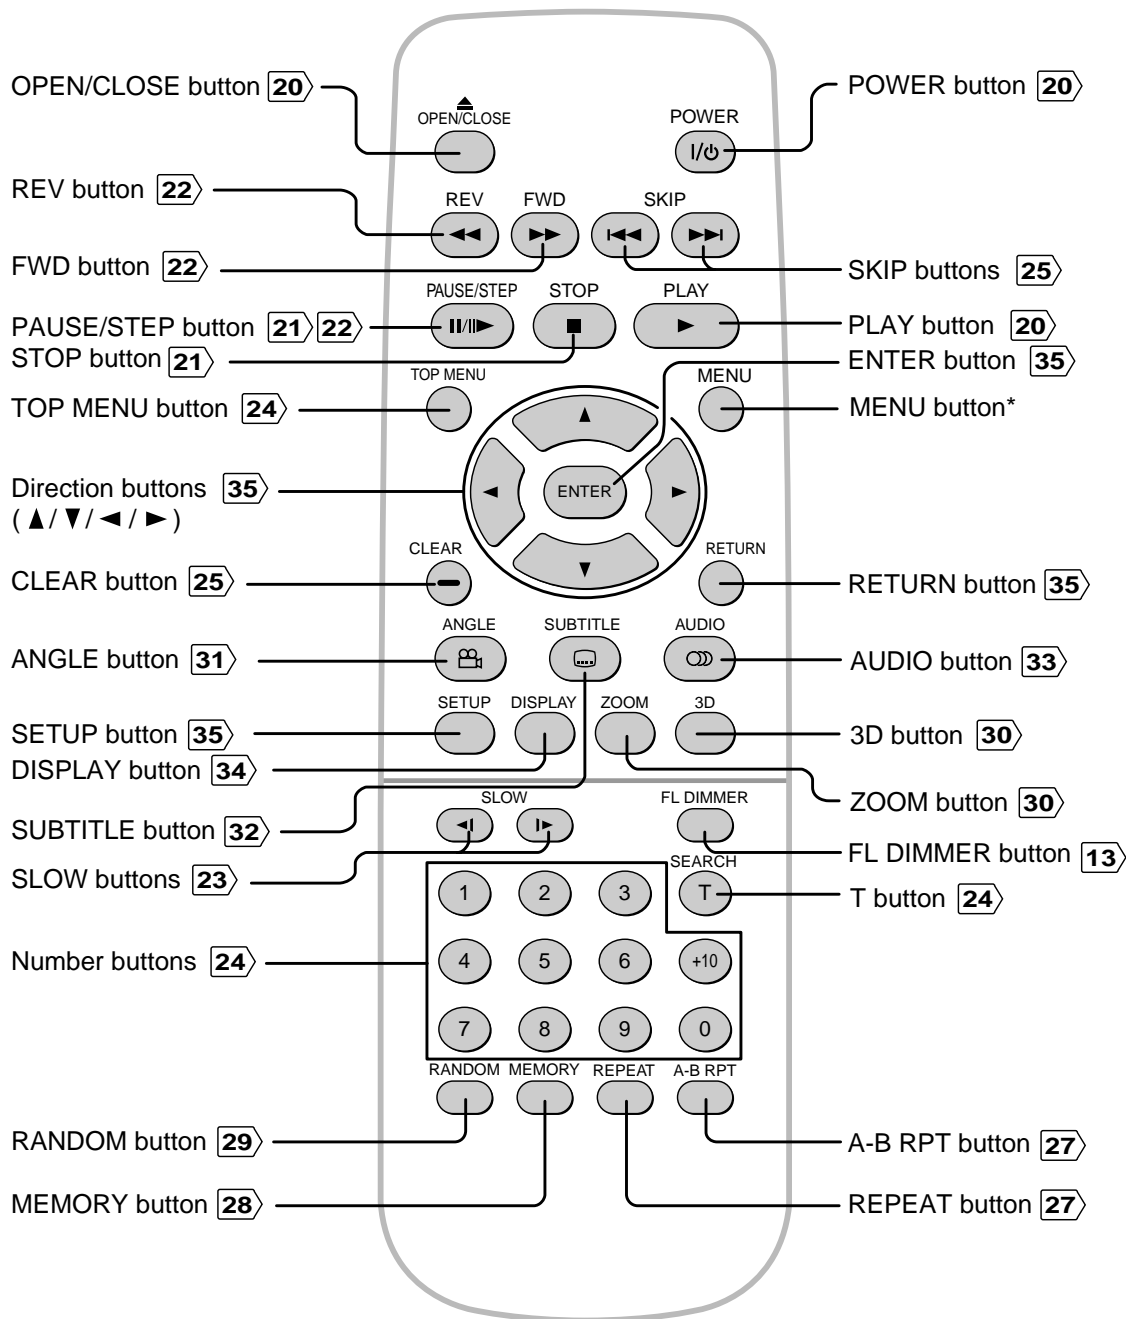 OPEN/CLOSE button 20
REV button 22
FWD button 22
PAUSE/STEP button 21 22
STOP button 21
TOP MENU button 24
Direction buttons 35
( ▲ / ▼ / ◄ / ► )
CLEAR button 25
ANGLE button 31
SETUP button 35
DISPLAY button 34
SUBTITLE button 32
SLOW buttons 23
Number buttons 24
RANDOM button 29
MEMORY button 28
OPEN/CLOSE
POWER
I/⏻
REV FWD SKIP
PAUSE/STEP STOP PLAY
TOP MENU MENU
ENTER
CLEAR RETURN
ANGLE SUBTITLE AUDIO
SETUP DISPLAY ZOOM 3D
SLOW FL DIMMER
SEARCH
1 2 3 T
4 5 6 +10
7 8 9 0
RANDOM MEMORY REPEAT A-B RPT
POWER button 20
SKIP buttons 25
PLAY button 20
ENTER button 35
MENU button*
RETURN button 35
AUDIO button 33
3D button 30
ZOOM button 30
FL DIMMER button 13
T button 24
A-B RPT button 27
REPEAT button 27